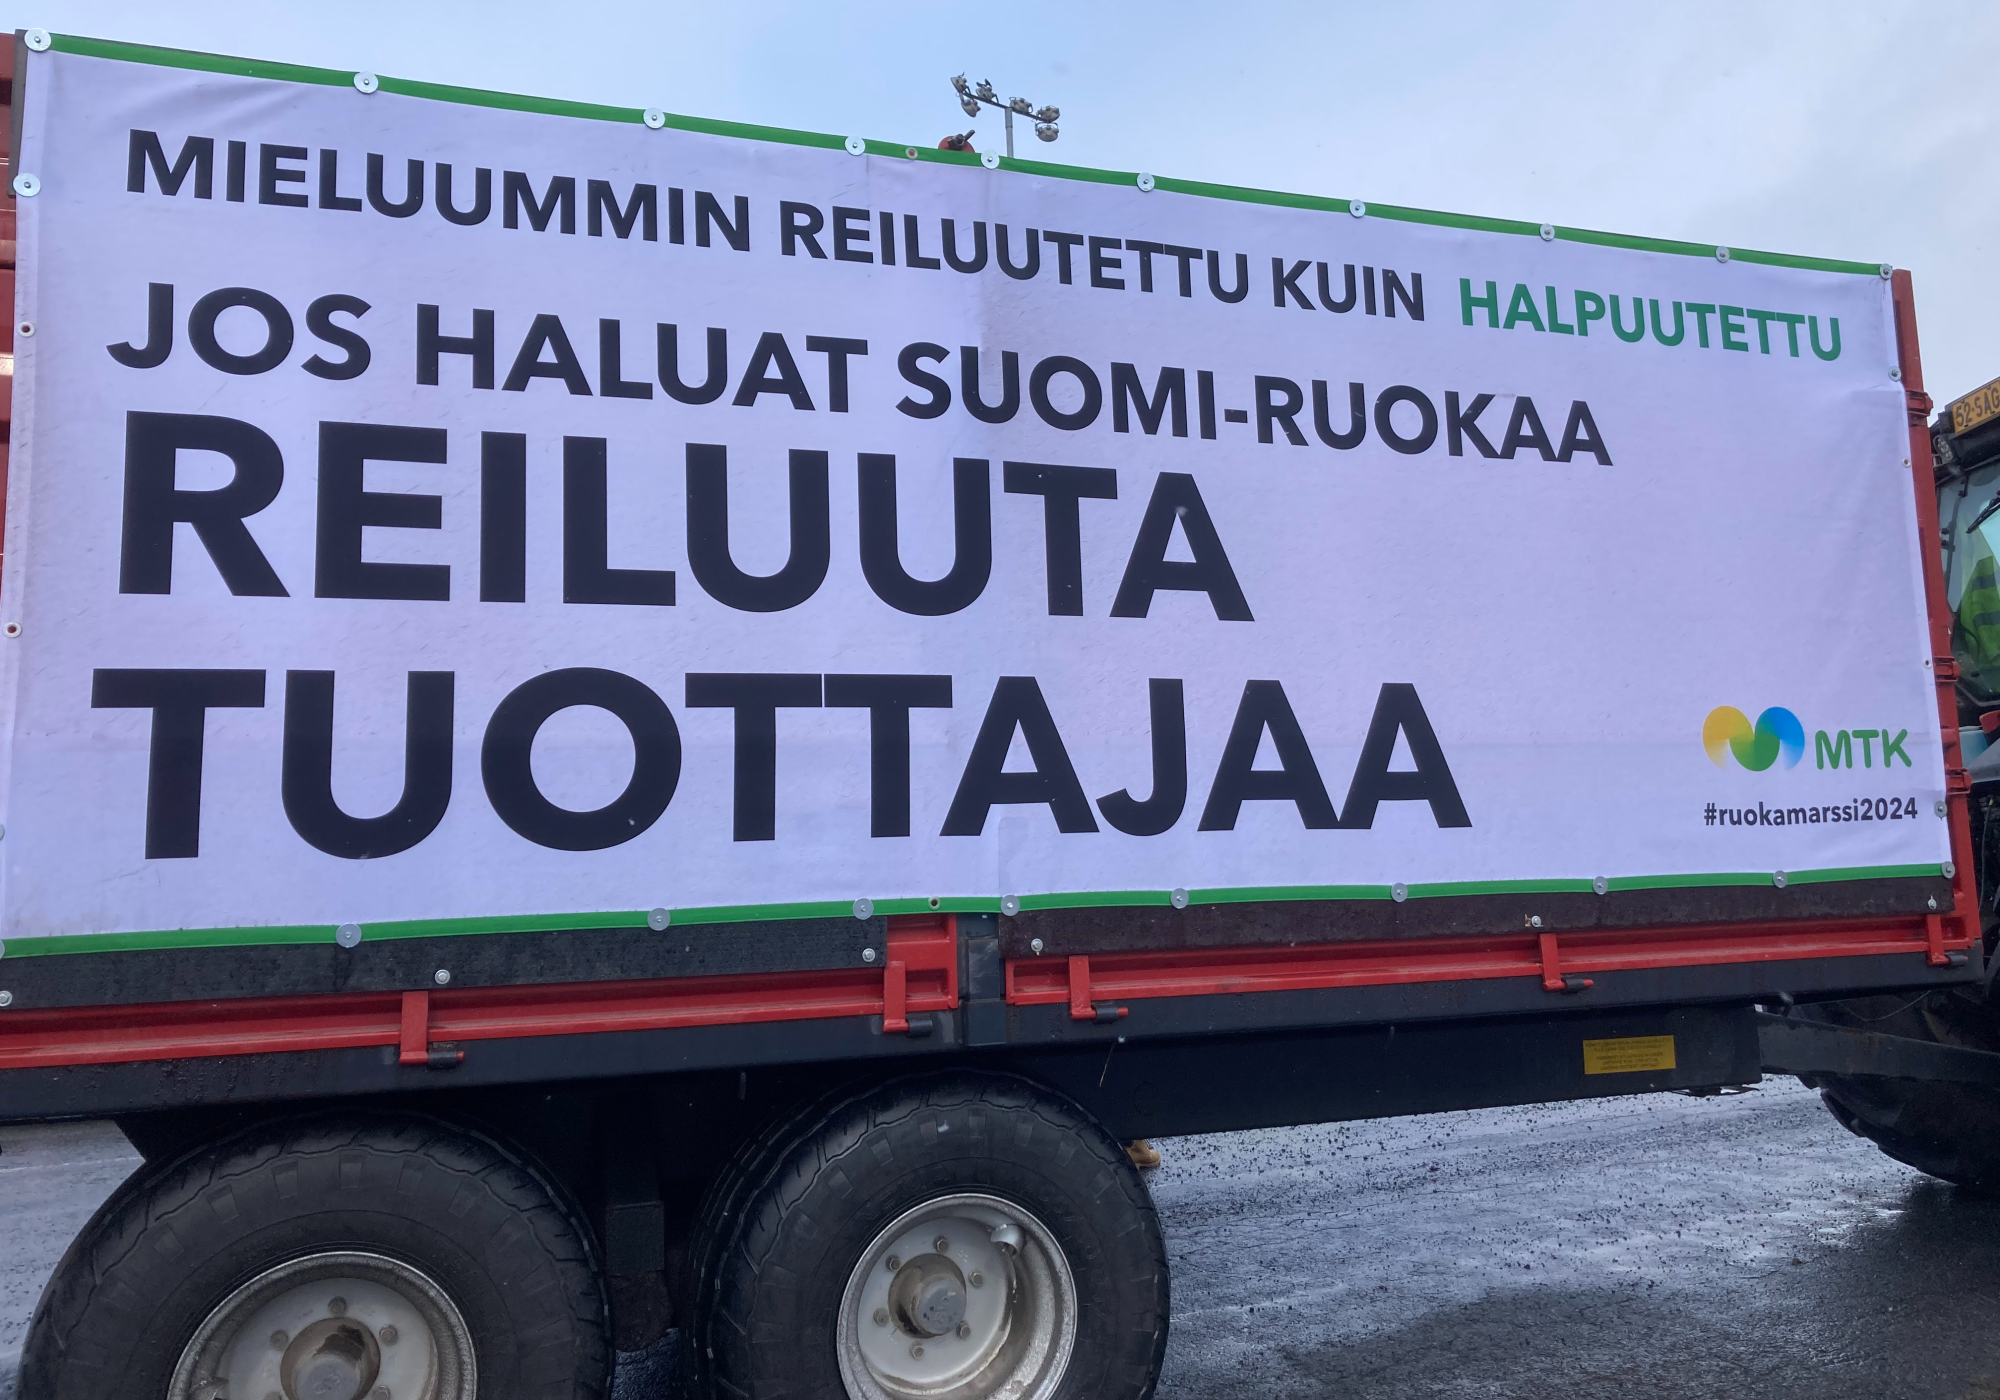 MIELUUMMIN REILUUTETTU KUIN HALPUUTETTU
JOS HALUAT SUOMI-RUOKAA
REILUUTA
TUOTTAJAA
MTK
#ruokamarssi2024